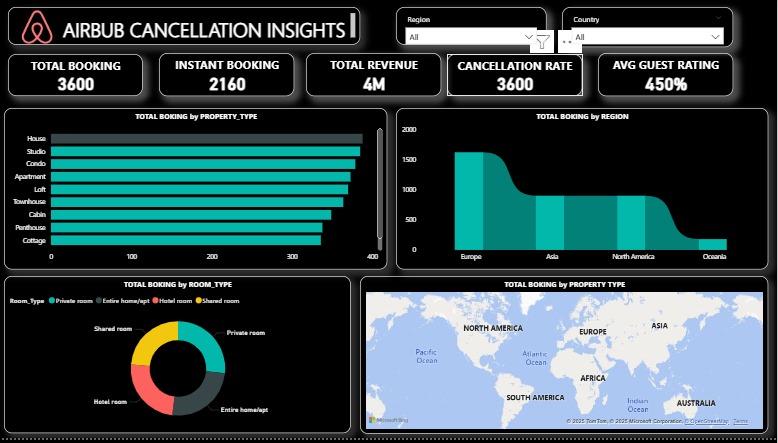 AIRBUB CANCELLATION INSIGHTS
Region
All
Country
All
TOTAL BOOKING
3600
INSTANT BOOKING
2160
TOTAL REVENUE
4M
CANCELLATION RATE
3600
AVG GUEST RATING
450%
TOTAL BOKING by PROPERTY_TYPE
House
Studio
Condo
Apartment
Loft
Townhouse
Cabin
Penthouse
Cottage
0 100 200 300 400
TOTAL BOKING by REGION
2000
1500
1000
500
0
Europe Asia North America Oceania
TOTAL BOKING by ROOM_TYPE
Room_Type Private room Entire home/apt Hotel room Shared room
Shared room
Private room
Hotel room
Entire home/apt
TOTAL BOKING by PROPERTY TYPE
NORTH AMERICA
EUROPE
ASIA
Pacific
Ocean
Atlantic
Ocean
AFRICA
SOUTH AMERICA
Indian
Ocean
AUSTRALIA
Microsoft Bing
© 2025 TomTom, © 2025 Microsoft Corporation, © OpenStreetMap Terms